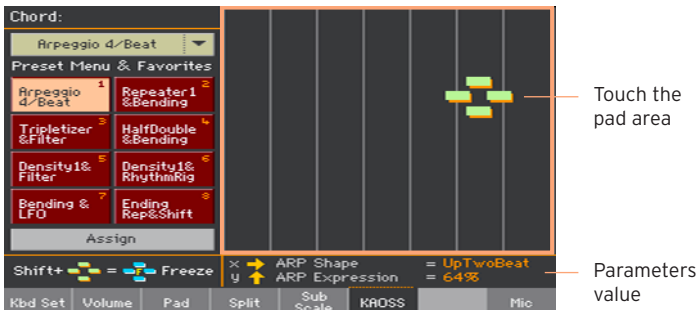 Chord:
Arpeggio 4/Beat
Preset Menu & Favorites
Arpeggio 4/Beat 1
Repeater1 &Bending 2
Tripletizer &Filter 3
HalfDouble &Bending 4
Density1& Filter 5
Density1& RhythmRig 6
Bending & LFO 7
Ending Rep&Shift 8
Assign
Shift+ = F Freeze
x ARP Shape = UpTwoBeat
y ARP Expression = 64%
Kbd Set Volume Pad Split Sub Scale KAOSS Mic
Touch the
pad area
Parameters
value